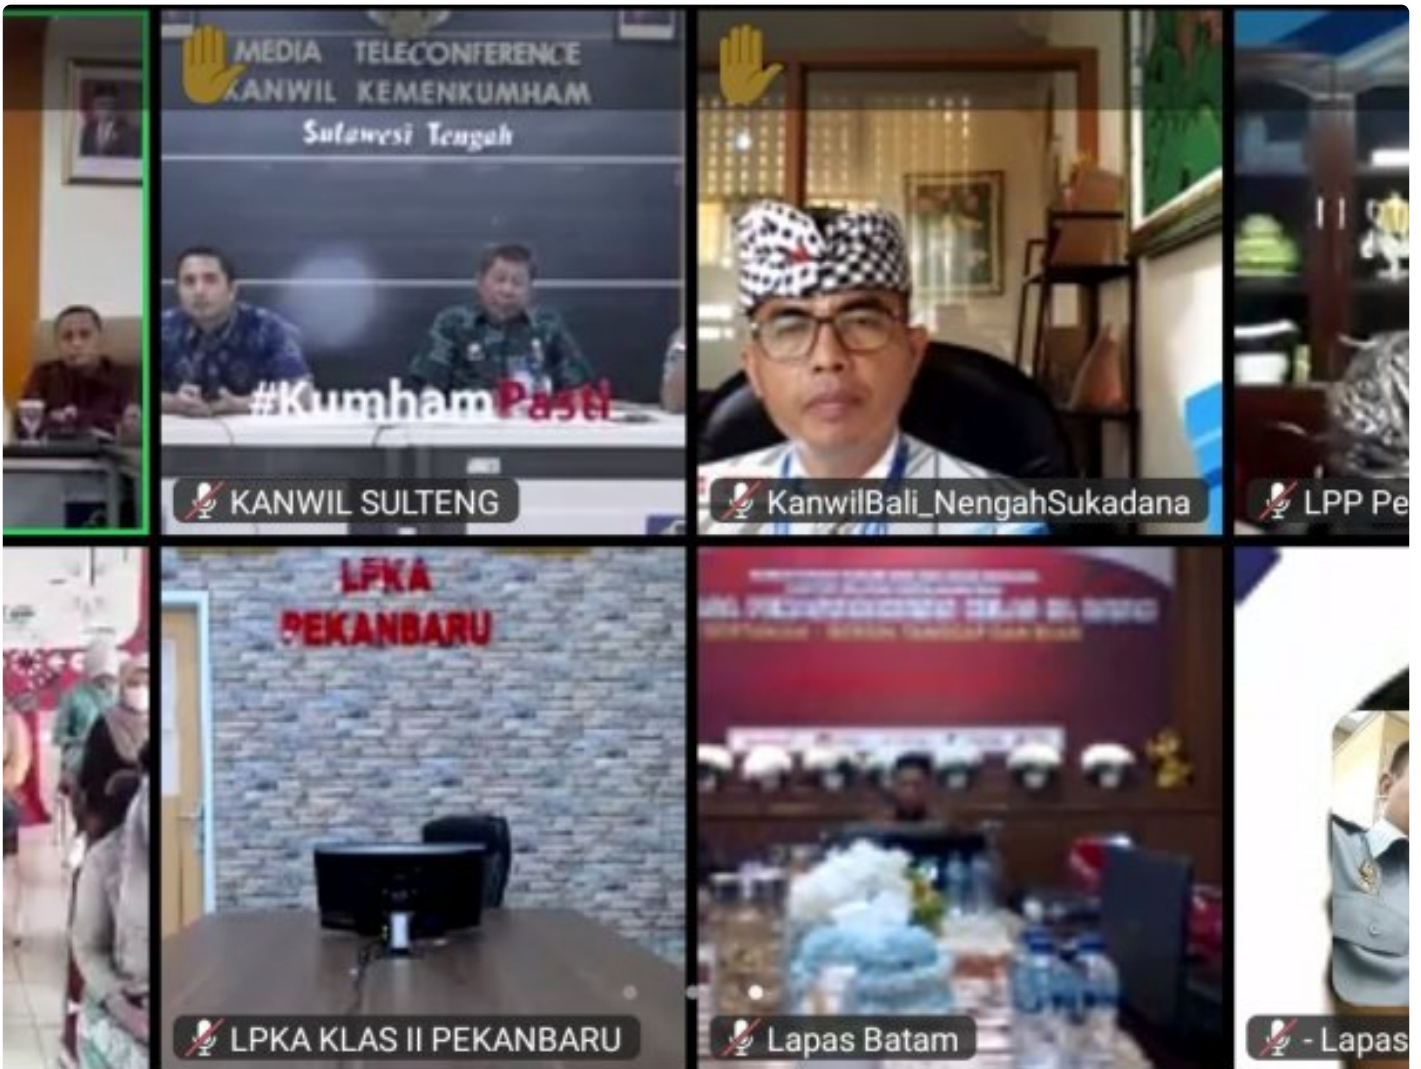 MEDIA TELECONFERENCE
KANWIL KEMENKUMHAM
Sulawesi Tengah
#KumhamPasti
KANWIL SULTENG
KanwilBali_NengahSukadana
LPP Pe
LPKA
PEKANBARU
LPKA KLAS II PEKANBARU
Lapas Batam
- Lapas